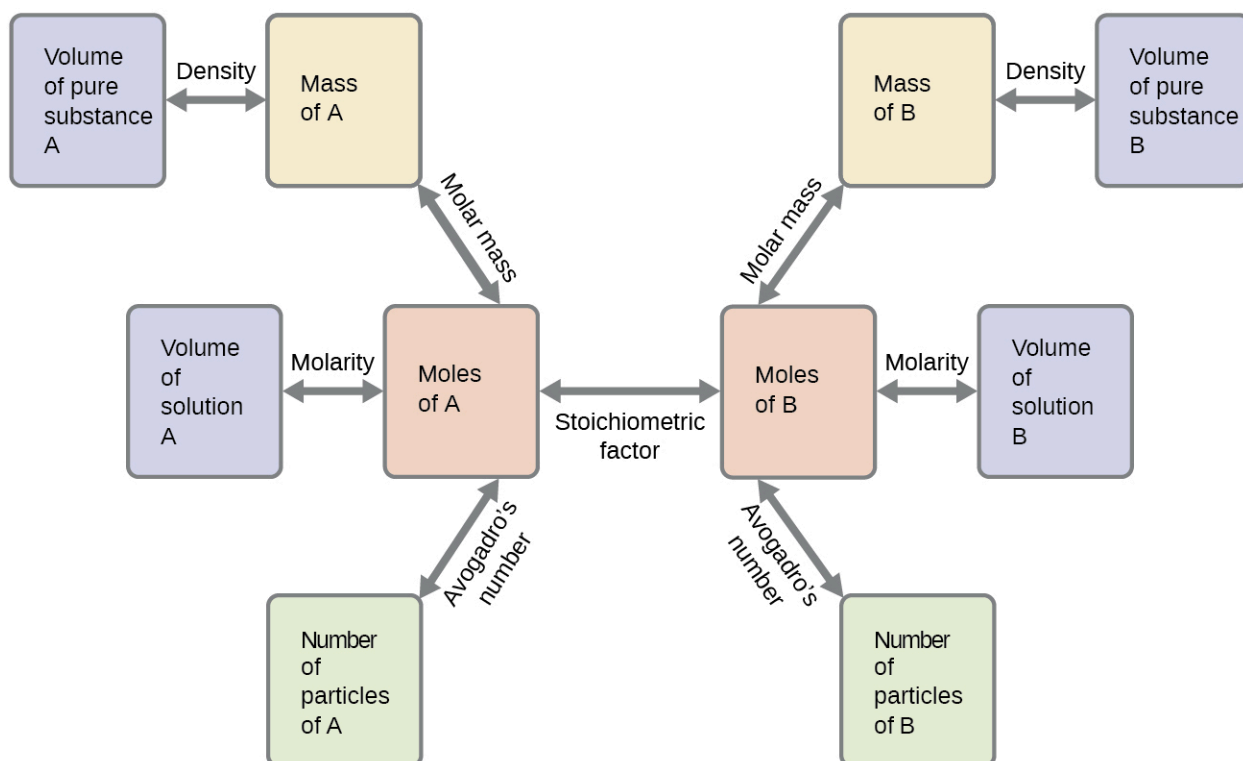 Volume
of pure
substance
A
Density
Mass
of A
Mass
of B
Density
Volume
of pure
substance
B
Molar mass
Molar mass
Volume
of
solution
A
Molarity
Moles
of A
Stoichiometric
factor
Moles
of B
Molarity
Volume
of
solution
B
Avogadro's
number
Avogadro's
number
Number
of
particles
of A
Number
of
particles
of B